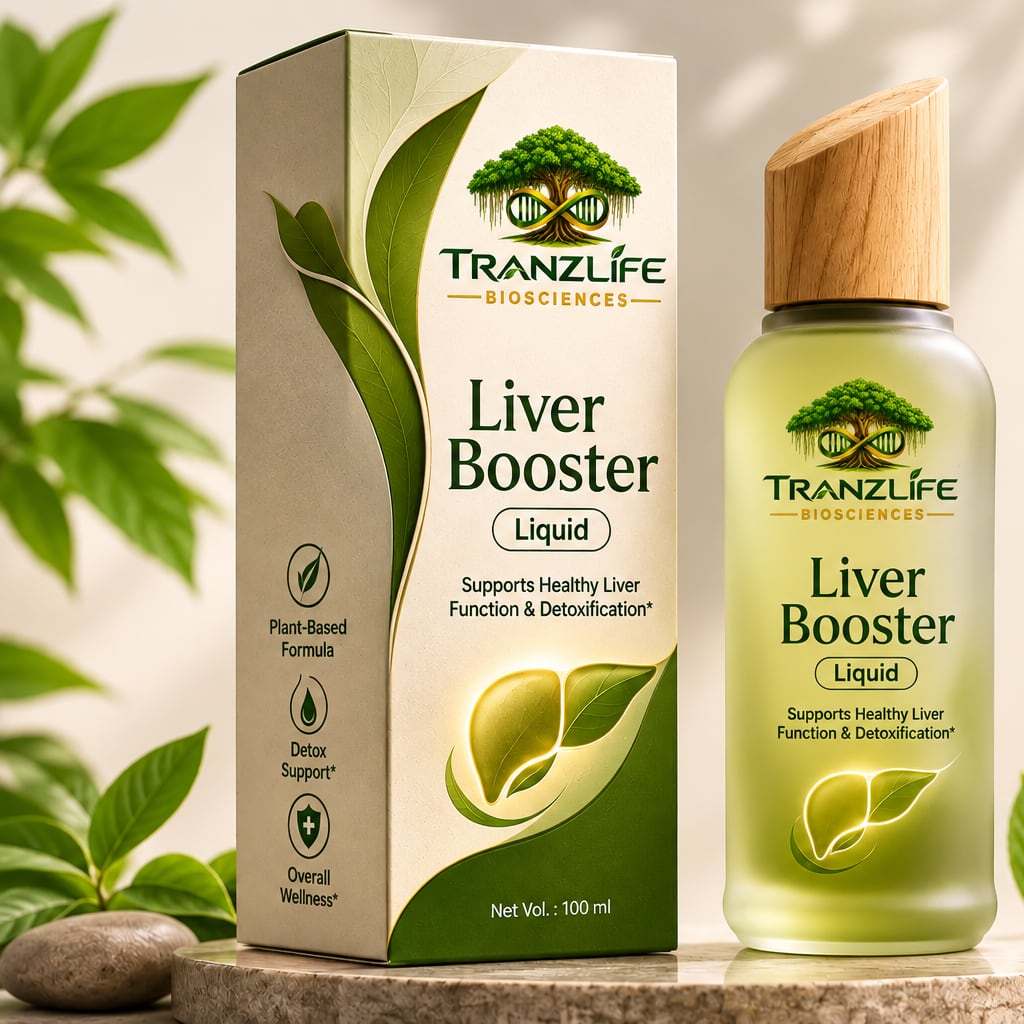 TRANZLIFE
BIOSCIENCES
Liver
Booster
Liquid
Supports Healthy Liver
Function & Detoxification*
Net Vol. : 100 ml
Plant-Based
Formula
Detox
Support*
Overall
Wellness*
TRANZLIFE
BIOSCIENCES
Liver
Booster
Liquid
Supports Healthy Liver
Function & Detoxification*